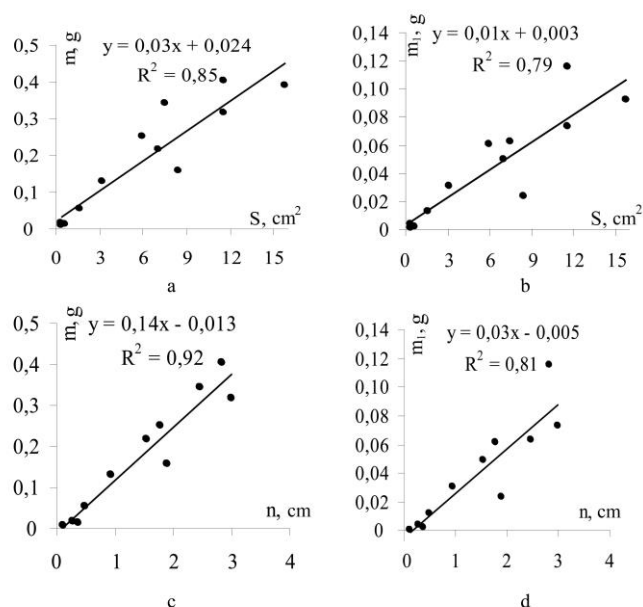 m, g
y = 0,03x + 0,024
R² = 0,85
0,5
0,4
0,3
0,2
0,1
0
0 3 6 9 12 15
S, cm²
a
m₁, g
y = 0,01x + 0,003
R² = 0,79
0,14
0,12
0,10
0,08
0,06
0,04
0,02
0
0 3 6 9 12 15
S, cm²
b
m, g
y = 0,14x - 0,013
R² = 0,92
0,5
0,4
0,3
0,2
0,1
0
0 1 2 3 4
n, cm
c
m₁, g
y = 0,03x - 0,005
R² = 0,81
0,14
0,12
0,10
0,08
0,06
0,04
0,02
0
0 1 2 3 4
n, cm
d